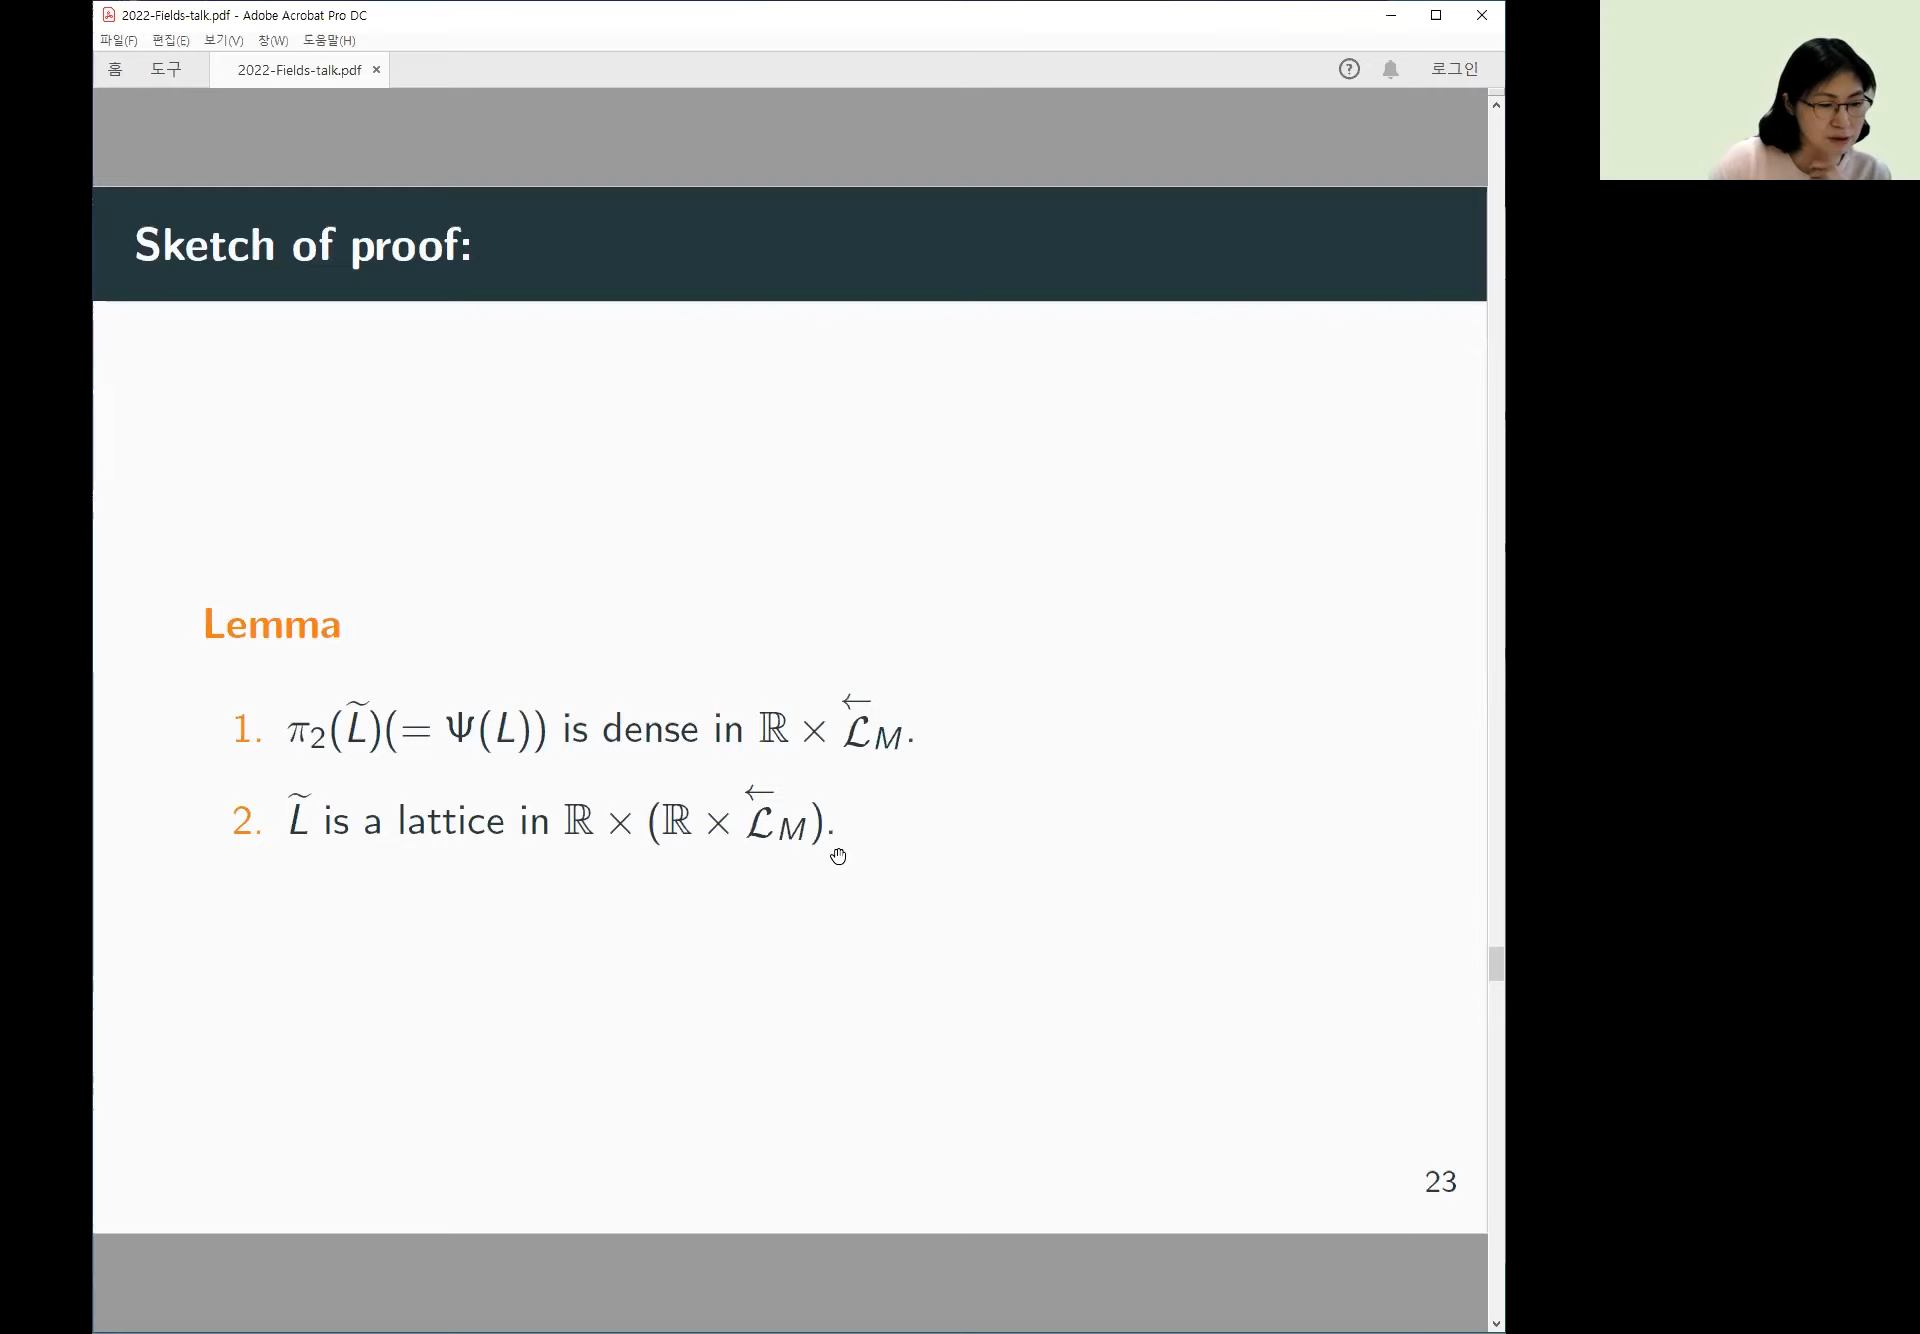 2022-Fields-talk.pdf - Adobe Acrobat Pro DC
파일(F) 편집(E) 보기(V) 창(W) 도움말(H)
홈 도구 2022-Fields-talk.pdf × 로그인
Sketch of proof:
Lemma
1. π₂(L̃)(= Ψ(L)) is dense in ℝ × ℒ⃖_M.
2. L̃ is a lattice in ℝ × (ℝ × ℒ⃖_M).
23